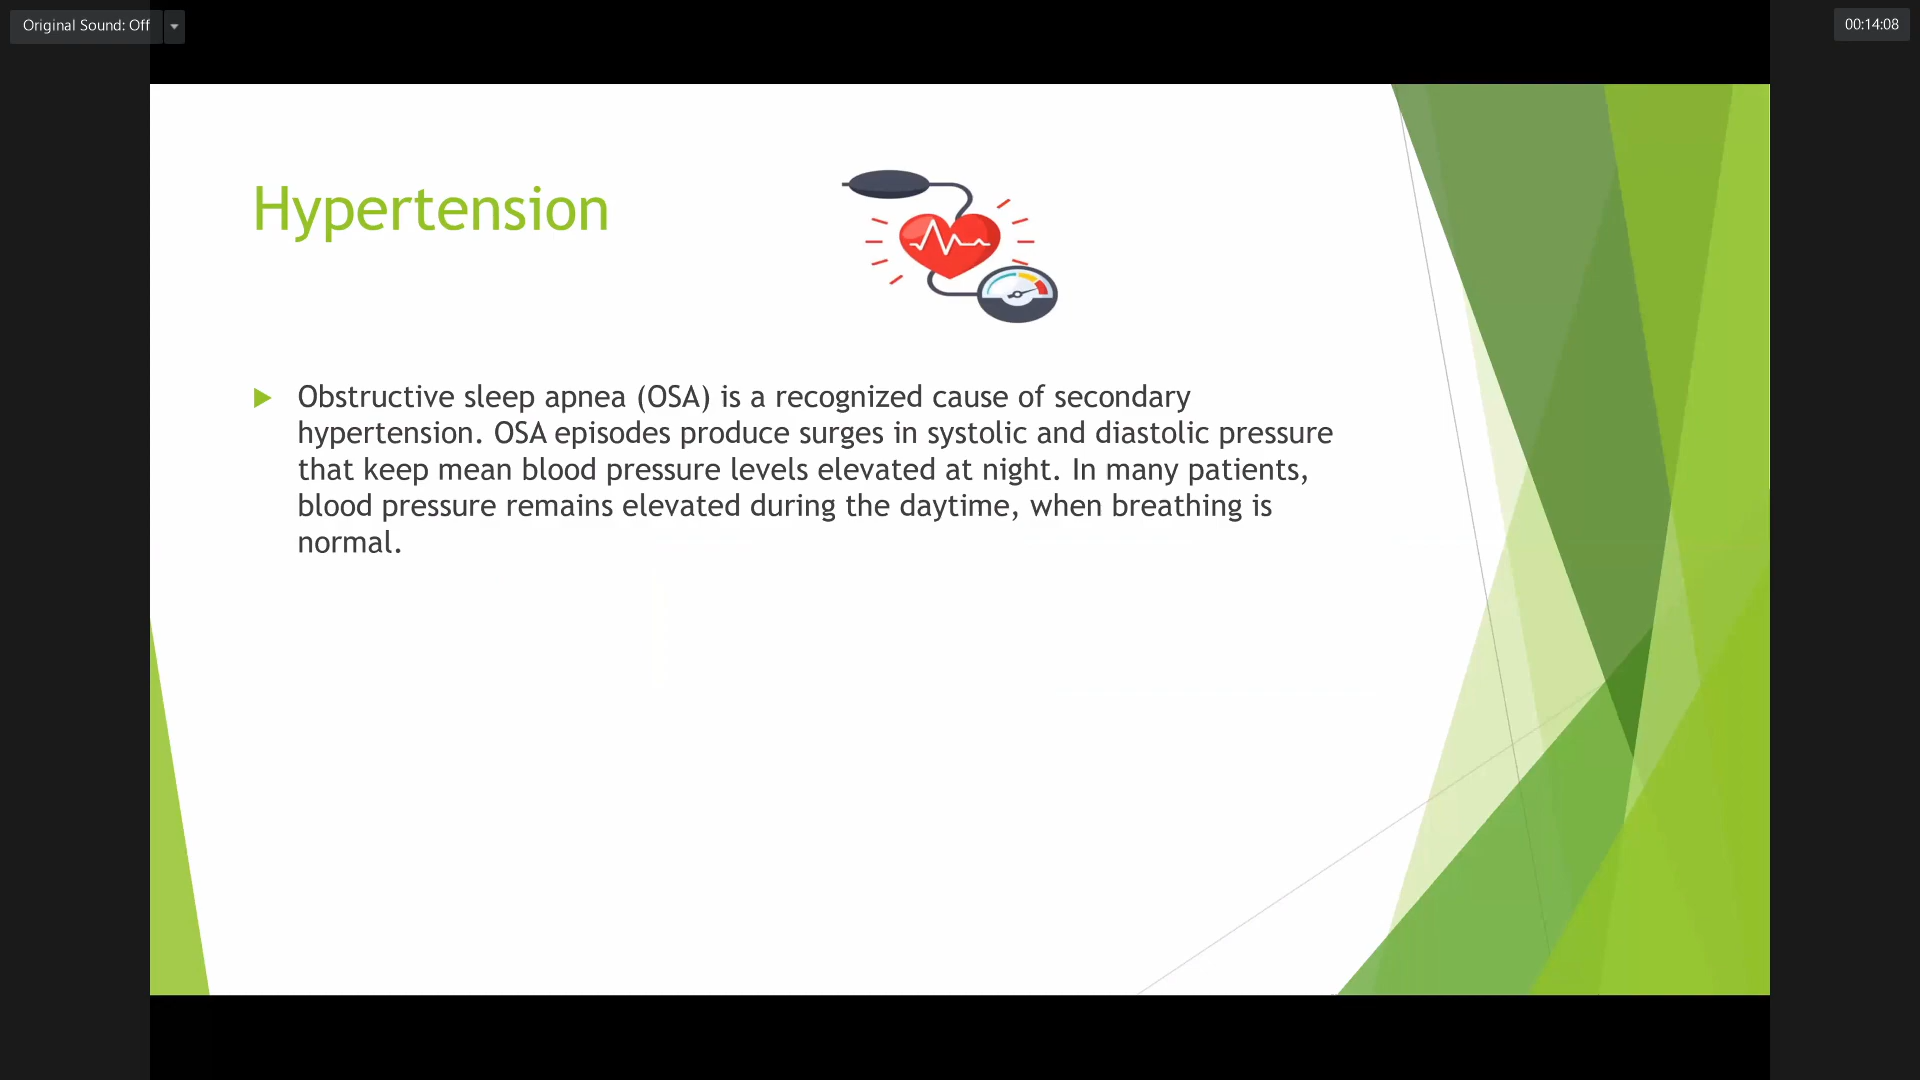 Original Sound: Off
00:14:08
Hypertension
Obstructive sleep apnea (OSA) is a recognized cause of secondary
hypertension. OSA episodes produce surges in systolic and diastolic pressure
that keep mean blood pressure levels elevated at night. In many patients,
blood pressure remains elevated during the daytime, when breathing is
normal.